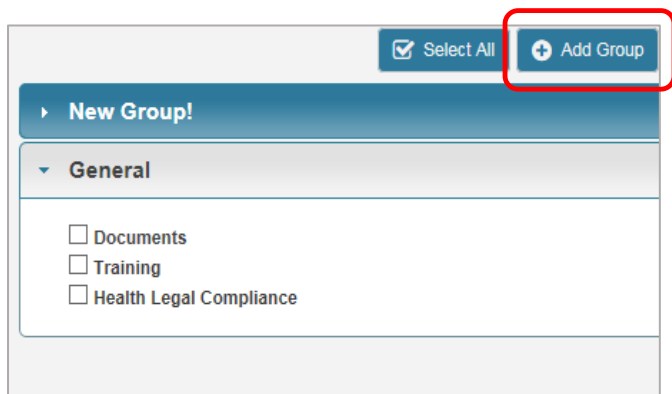 Select All Add Group
New Group!
General
Documents
Training
Health Legal Compliance